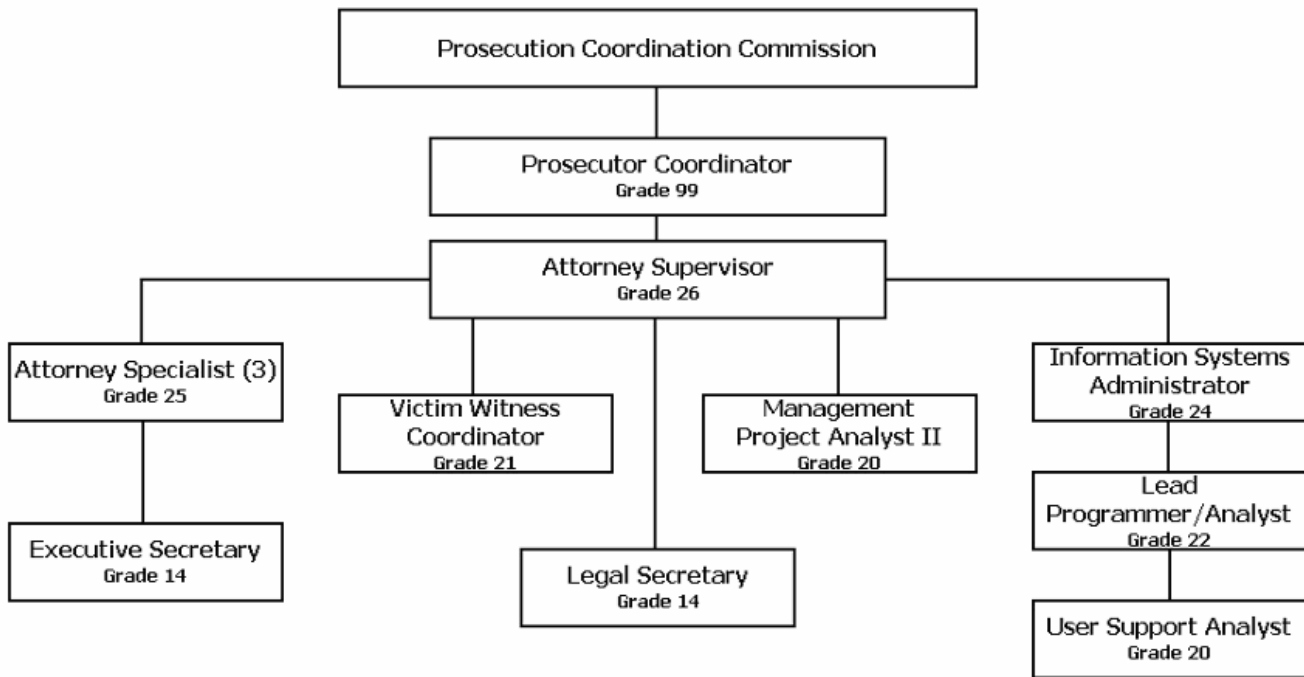 Prosecution Coordination Commission
Prosecutor Coordinator
Grade 99
Attorney Supervisor
Grade 26
Attorney Specialist (3)
Grade 25
Victim Witness
Coordinator
Grade 21
Management
Project Analyst II
Grade 20
Information Systems
Administrator
Grade 24
Lead
Programmer/Analyst
Grade 22
Executive Secretary
Grade 14
Legal Secretary
Grade 14
User Support Analyst
Grade 20